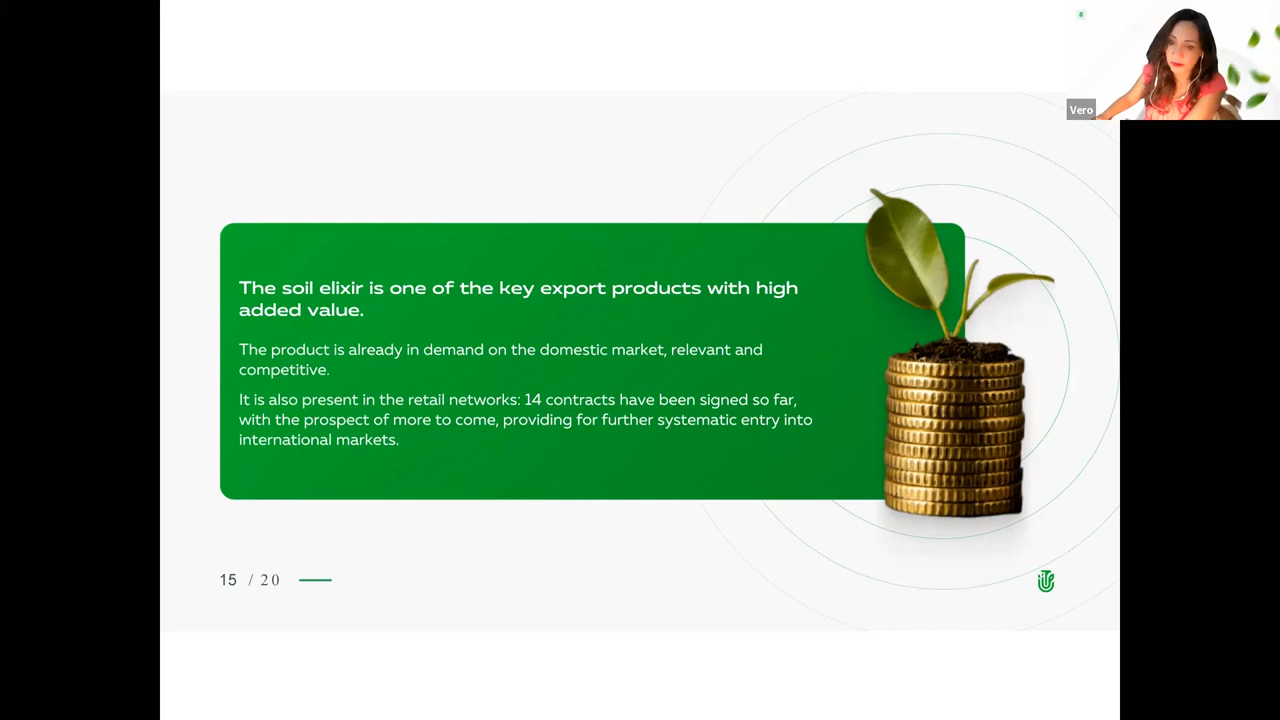 Vero
The soil elixir is one of the key export products with high
added value.
The product is already in demand on the domestic market, relevant and
competitive.
It is also present in the retail networks: 14 contracts have been signed so far,
with the prospect of more to come, providing for further systematic entry into
international markets.
15 / 20